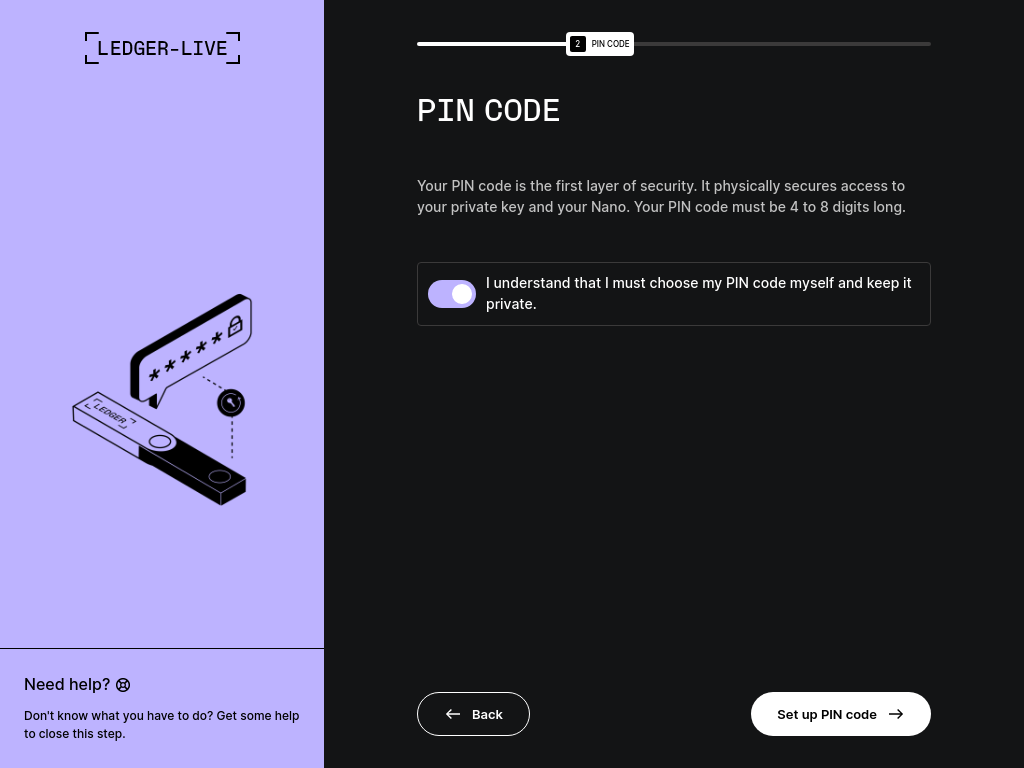 LEDGER-LIVE
2 PIN CODE
PIN CODE
Your PIN code is the first layer of security. It physically secures access to
your private key and your Nano. Your PIN code must be 4 to 8 digits long.
I understand that I must choose my PIN code myself and keep it
private.
*****
LEDGER
Need help?
Don't know what you have to do? Get some help
to close this step.
Back
Set up PIN code